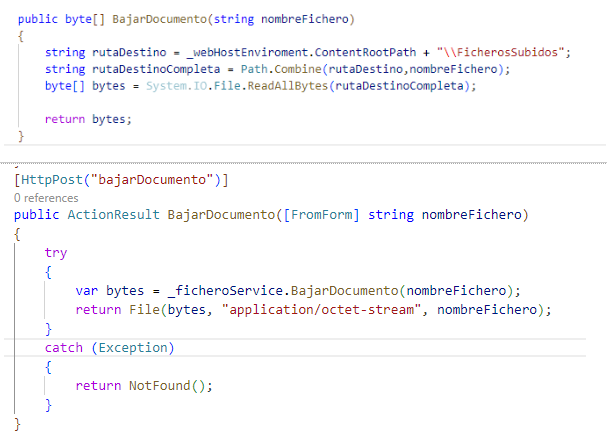 public byte[] BajarDocumento(string nombreFichero)
{
string rutaDestino = _webHostEnviroment.ContentRootPath + "\\FicherosSubidos";
string rutaDestinoCompleta = Path.Combine(rutaDestino,nombreFichero);
byte[] bytes = System.IO.File.ReadAllBytes(rutaDestinoCompleta);
return bytes;
}
[HttpPost("bajarDocumento")]
0 references
public ActionResult BajarDocumento([FromForm] string nombreFichero)
{
try
{
var bytes = _ficheroService.BajarDocumento(nombreFichero);
return File(bytes, "application/octet-stream", nombreFichero);
}
catch (Exception)
{
return NotFound();
}
}